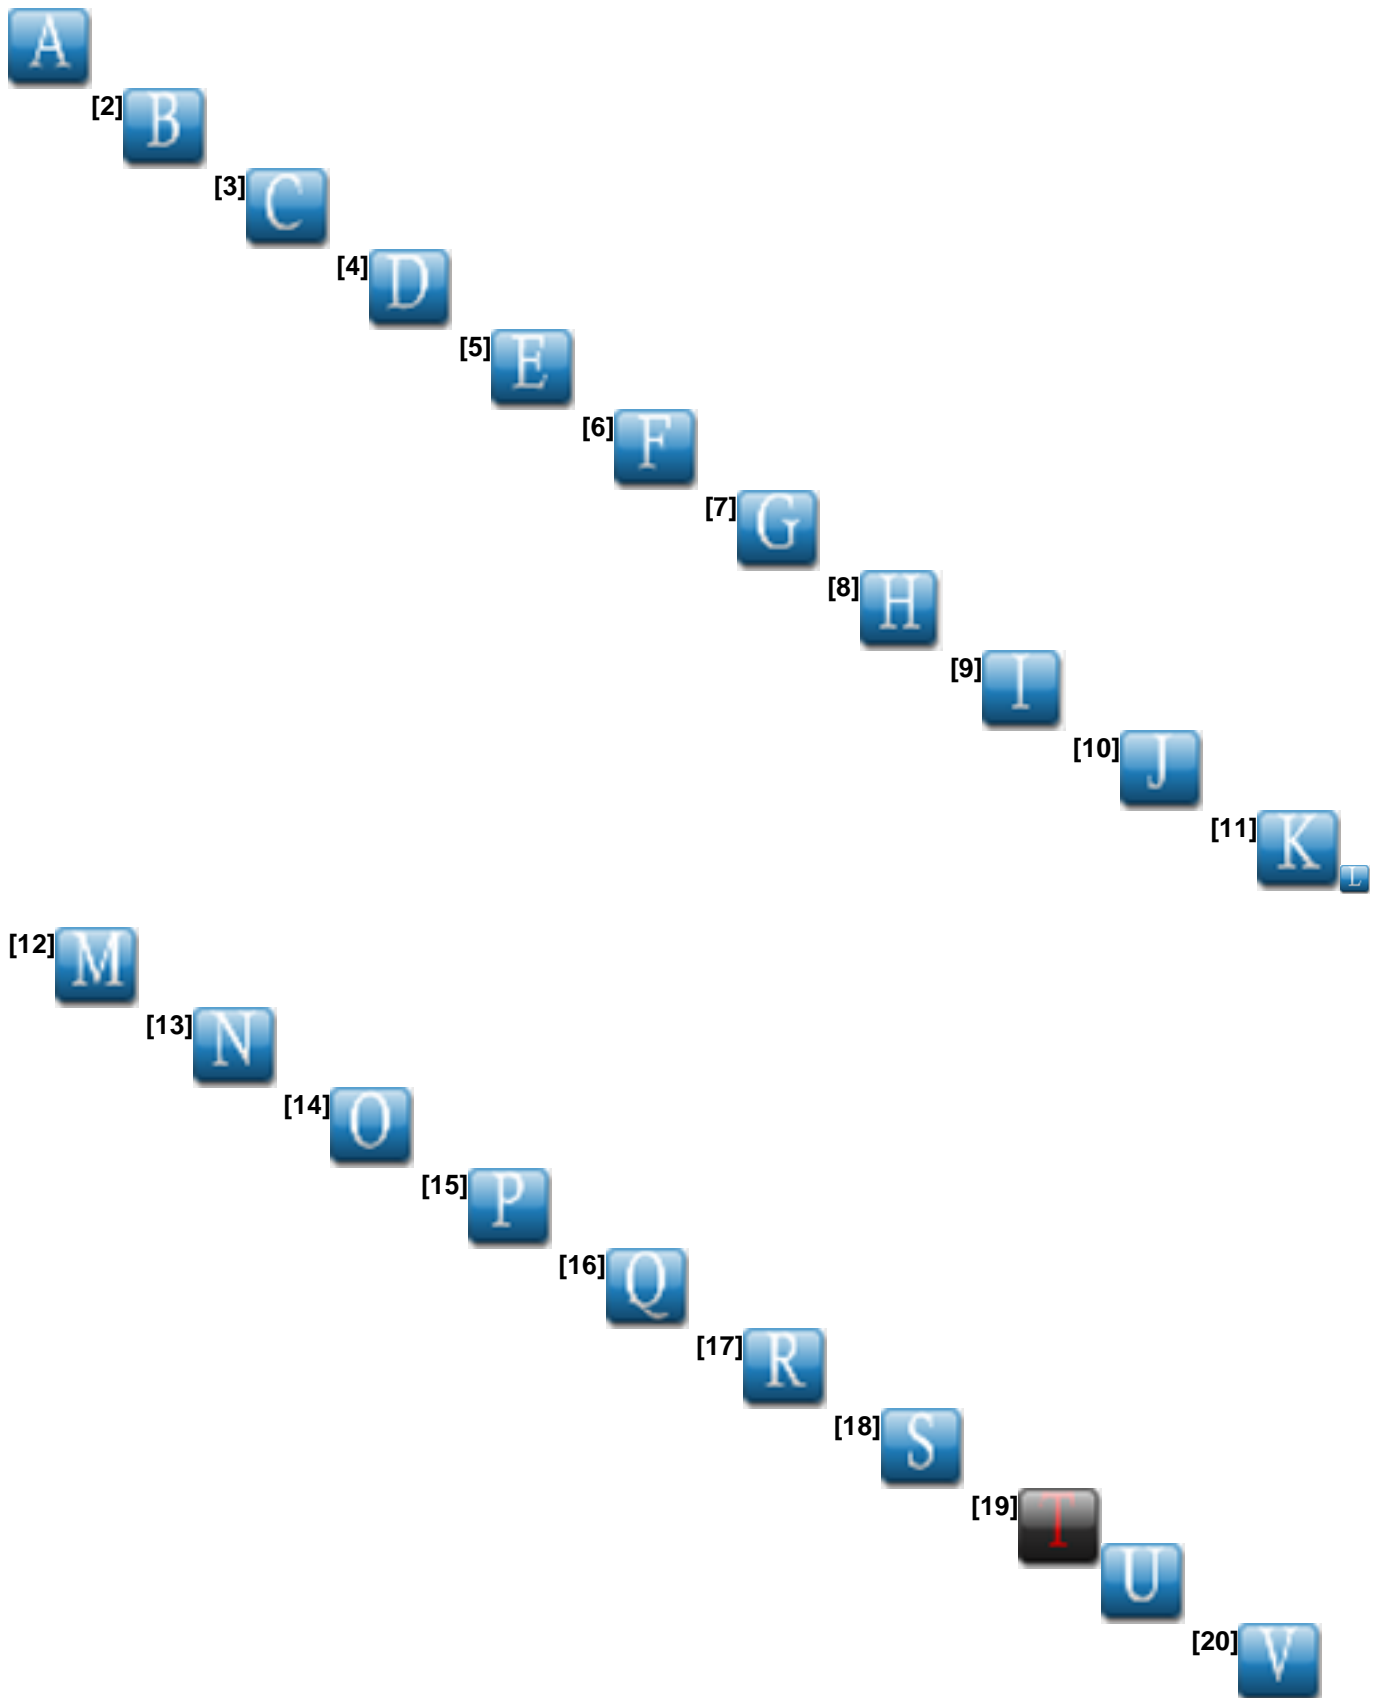 A
[2] B
[3] C
[4] D
[5] E
[6] F
[7] G
[8] H
[9] I
[10] J
[11] K L
[12] M
[13] N
[14] O
[15] P
[16] Q
[17] R
[18] S
[19] T
U
[20] V